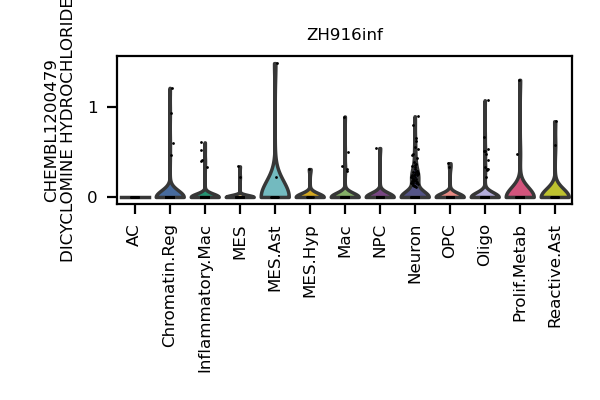 ZH916inf
CHEMBL1200479
DICYCLOMINE HYDROCHLORIDE
1
0
AC
Chromatin.Reg
Inflammatory.Mac
MES
MES.Ast
MES.Hyp
Mac
NPC
Neuron
OPC
Oligo
Prolif.Metab
Reactive.Ast